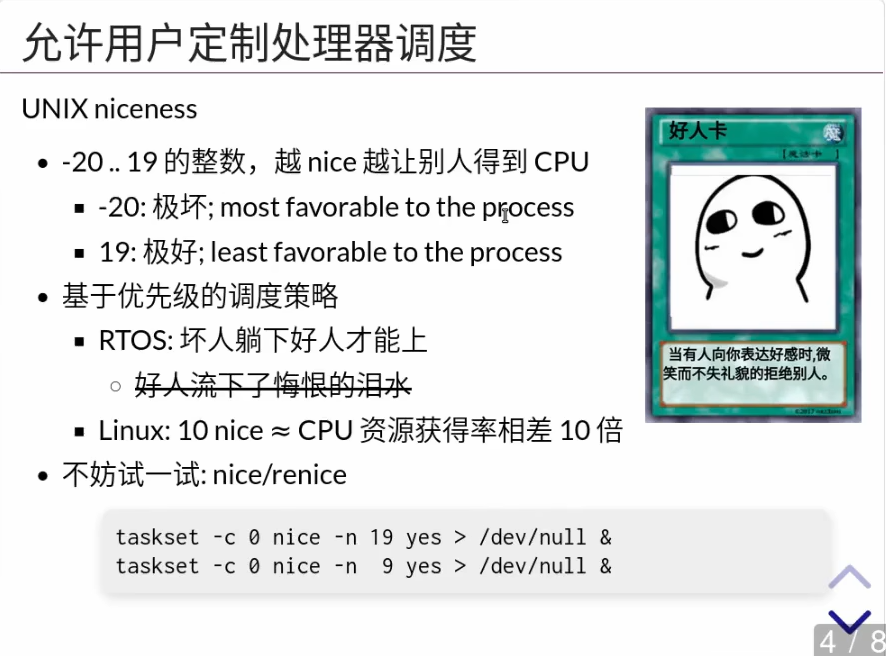 允许用户定制处理器调度
UNIX niceness
-20 .. 19 的整数，越 nice 越让别人得到 CPU
-20: 极坏; most favorable to the process
19: 极好; least favorable to the process
基于优先级的调度策略
RTOS: 坏人躺下好人才能上
好人流下了悔恨的泪水
Linux: 10 nice ≈ CPU 资源获得率相差 10 倍
不妨试一试: nice/renice
taskset -c 0 nice -n 19 yes > /dev/null &
taskset -c 0 nice -n  9 yes > /dev/null &
好人卡
魔
当有人向你表达好感时,微
笑而不失礼貌的拒绝别人。
4 / 8